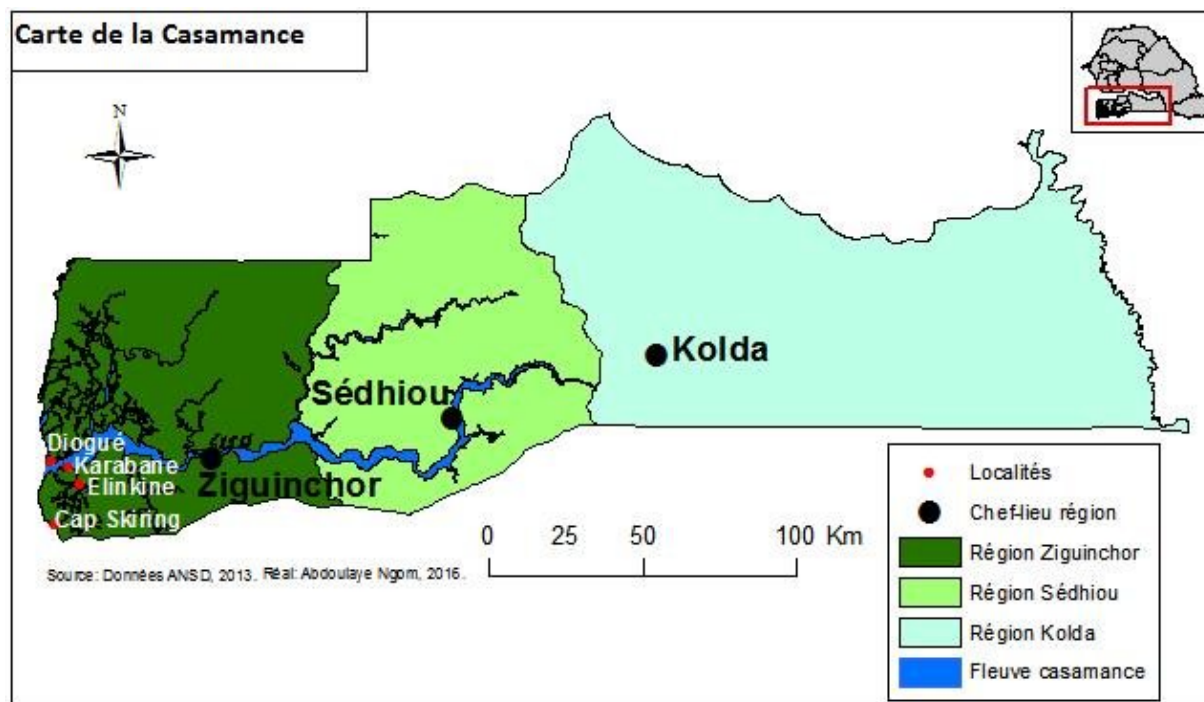 Carte de la Casamance
N
Kolda
Sédhiou
Diogué
Karabane
Elinkine
Ziguinchor
Cap Skiring
0 25 50 100 Km
Source: Données ANSD, 2013. Réal: Abdoulaye Ngom, 2016.
Localités
Chef-lieu région
Région Ziguinchor
Région Sédhiou
Région Kolda
Fleuve casamance